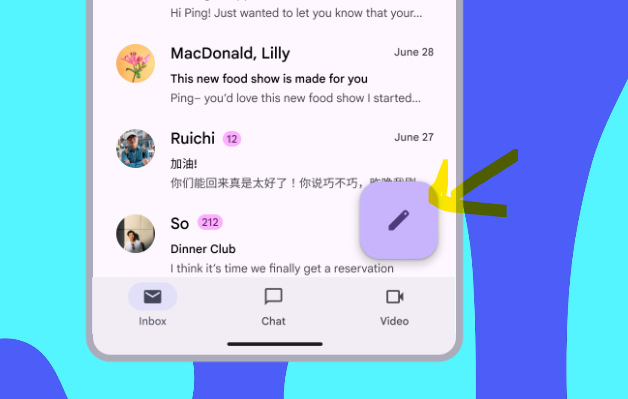 Hi Ping! Just wanted to let you know that your...
MacDonald, Lilly
June 28
This new food show is made for you
Ping– you’d love this new food show I started...
Ruichi 12
June 27
加油!
你们能回来真是太好了！你说巧不巧，
So 212
Dinner Club
I think it’s time we finally get a reservation
Inbox
Chat
Video